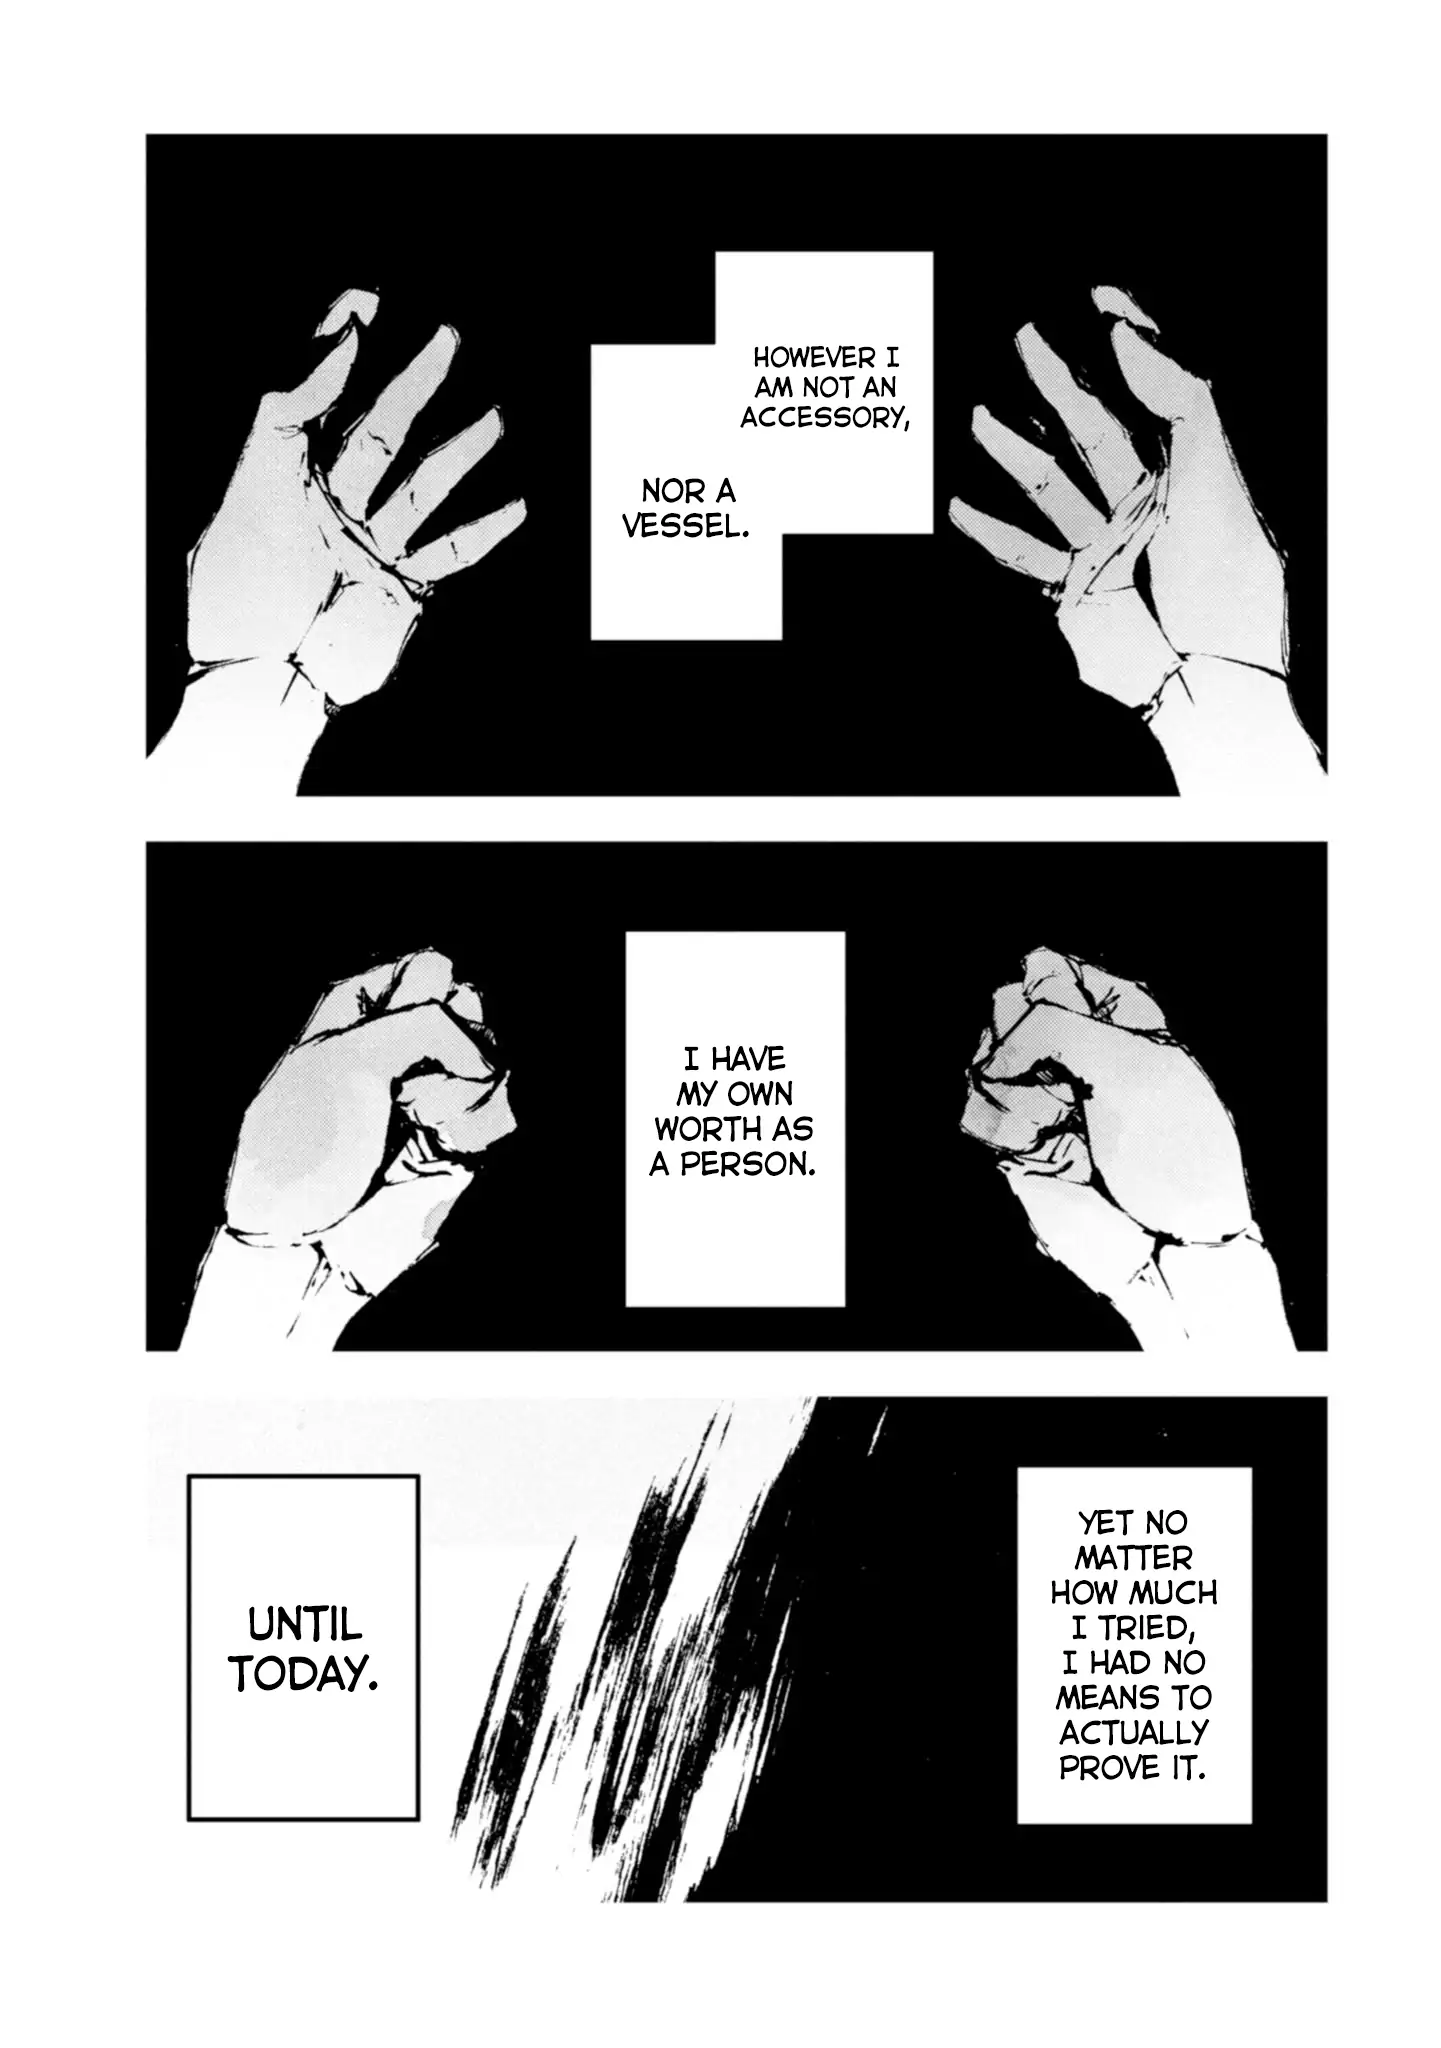 HOWEVER I
AM NOT AN
ACCESSORY,
NOR A
VESSEL.
I HAVE
MY OWN
WORTH AS
A PERSON.
YET NO
MATTER
HOW MUCH
I TRIED,
I HAD NO
MEANS TO
ACTUALLY
PROVE IT.
UNTIL
TODAY.